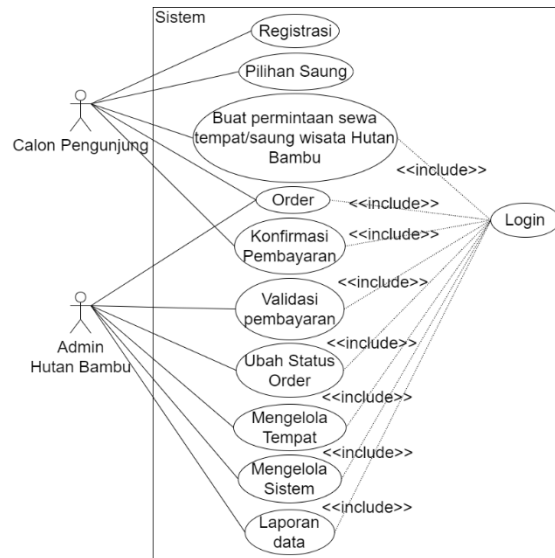 Sistem
Registrasi
Pilihan Saung
Buat permintaan sewa
tempat/saung wisata Hutan
Bambu
Calon Pengunjung
<<include>>
Order
<<include>>
Login
Konfirmasi
Pembayaran
<<include>>
Validasi
pembayaran
<<include>>
Admin
Hutan Bambu
Ubah Status
Order
<<include>>
Mengelola
Tempat
<<include>>
Mengelola
Sistem
<<include>>
Laporan
data
<<include>>